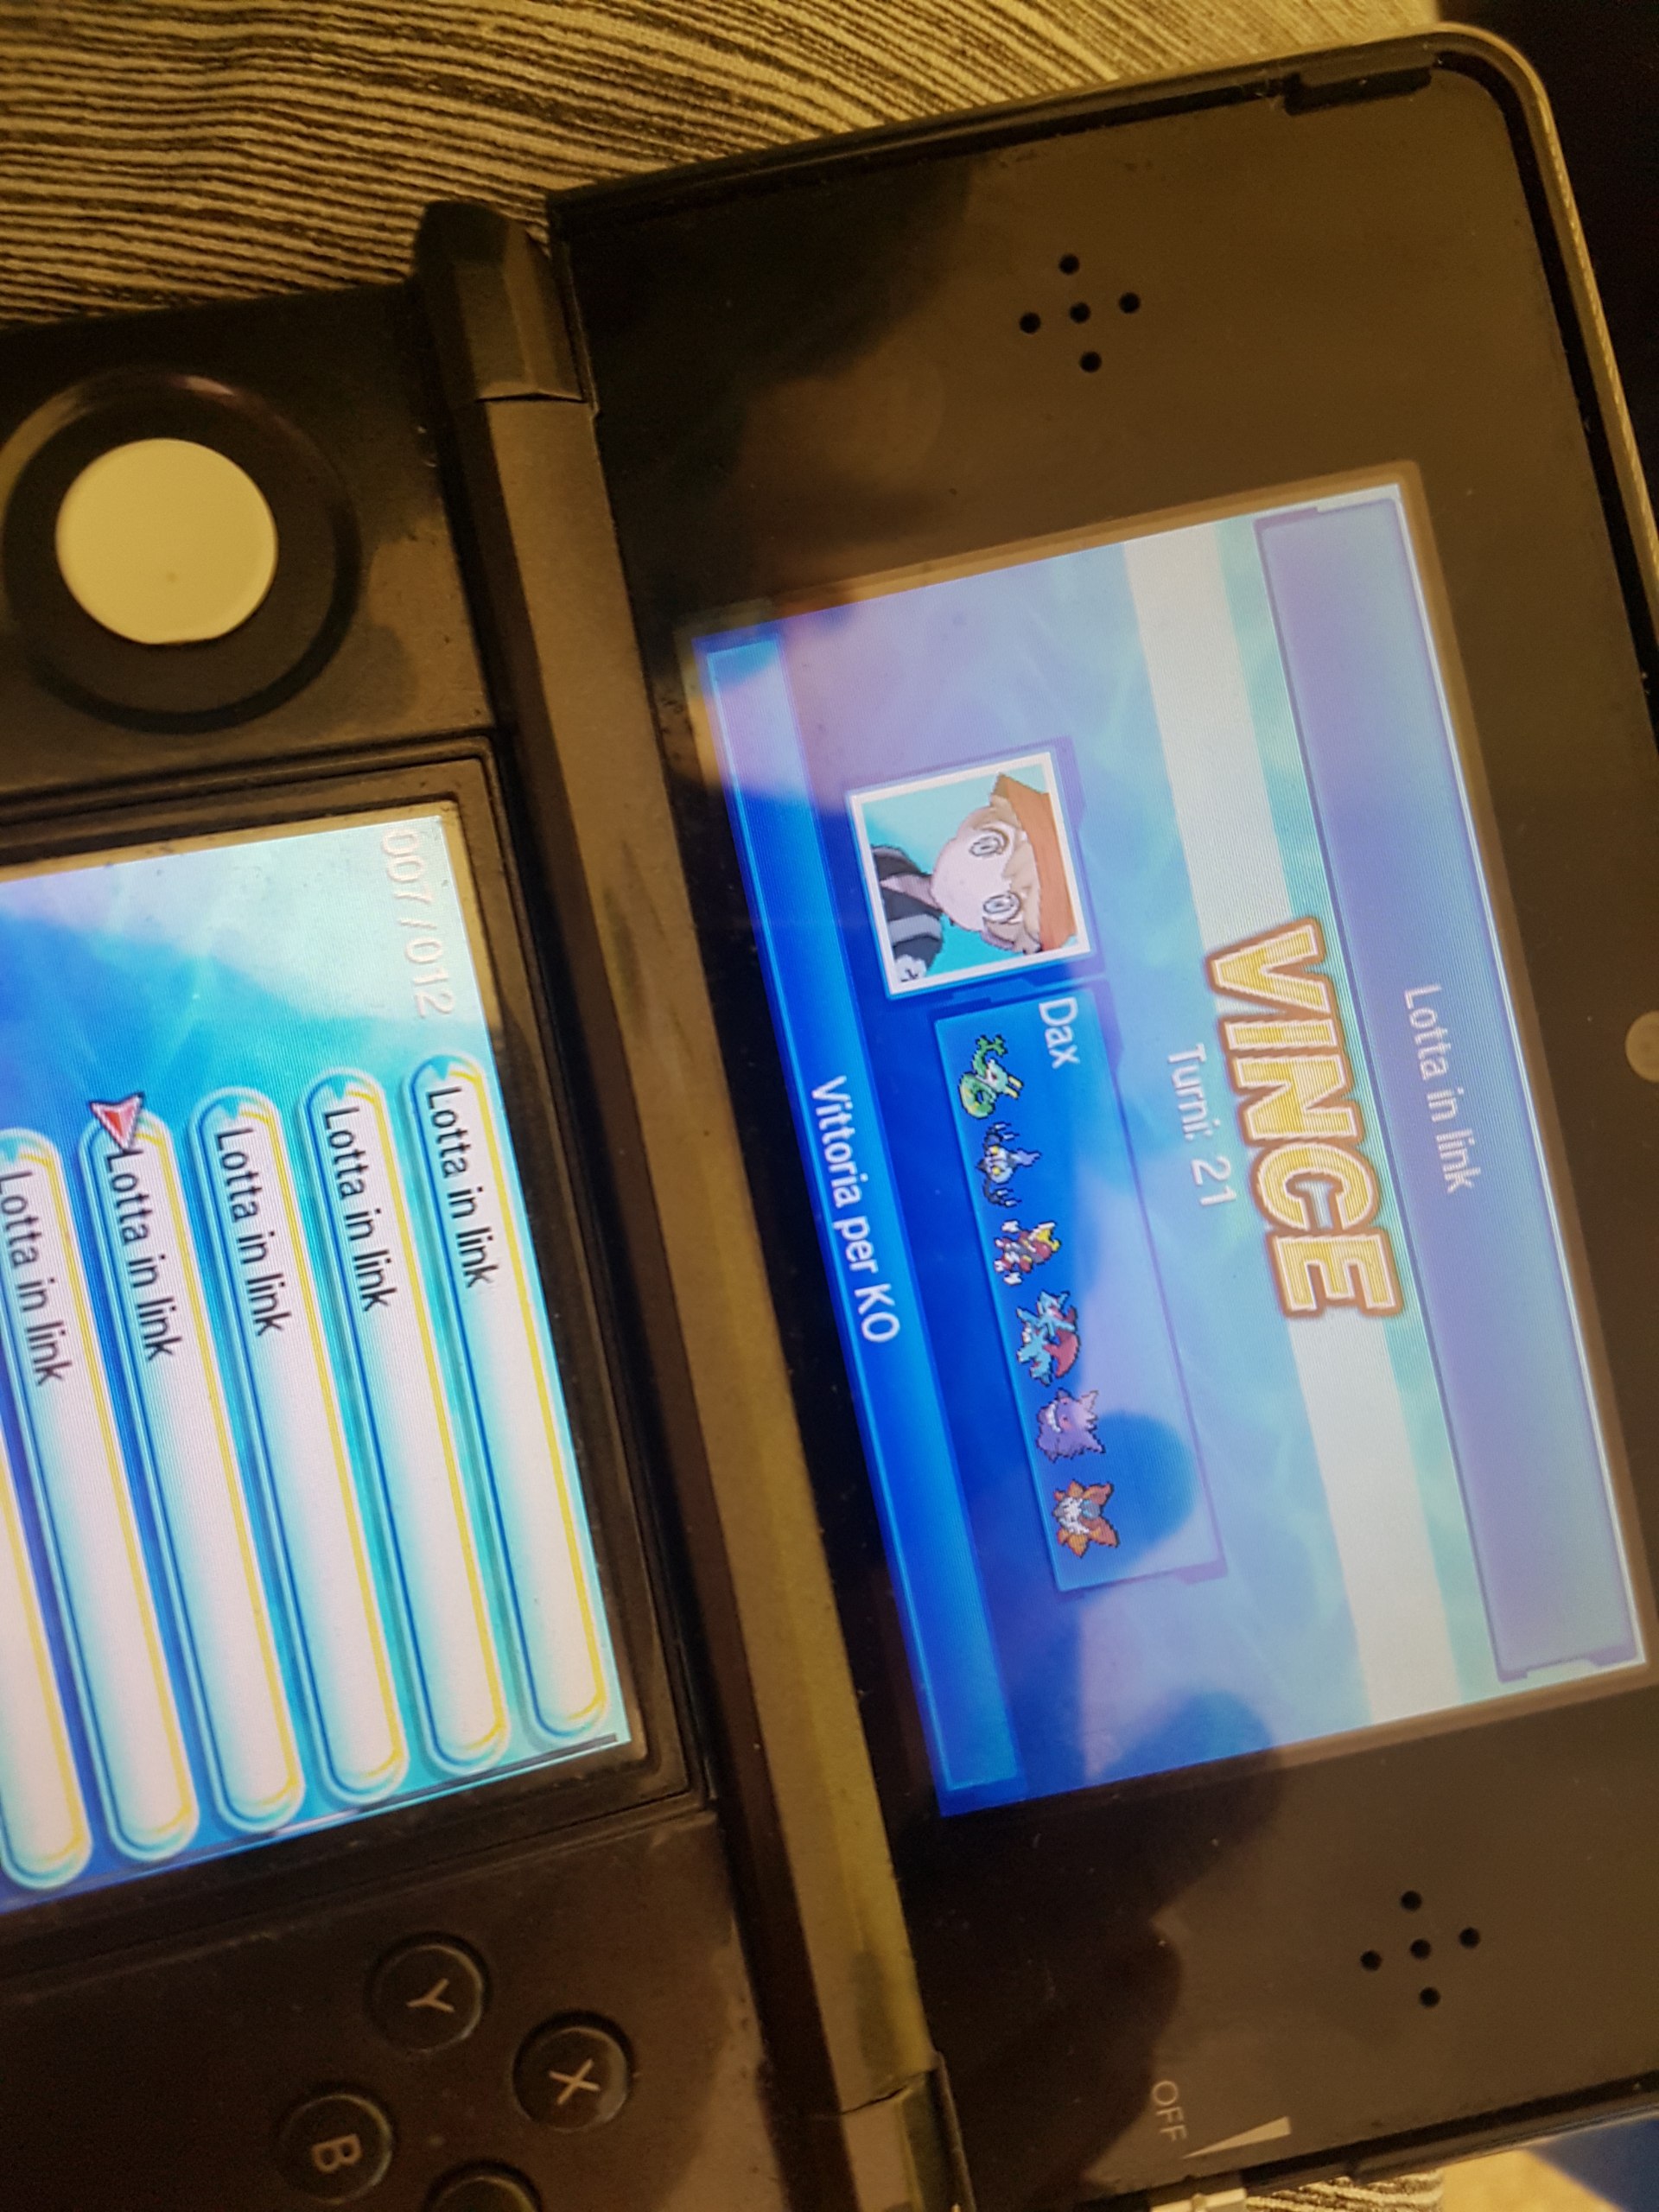 Lotta in link
VINCE
Turni: 21
Dax
Vittoria per KO
OFF
007/012
Lotta in link
Lotta in link
Lotta in link
Lotta in link
Lotta in link
X
Y
B